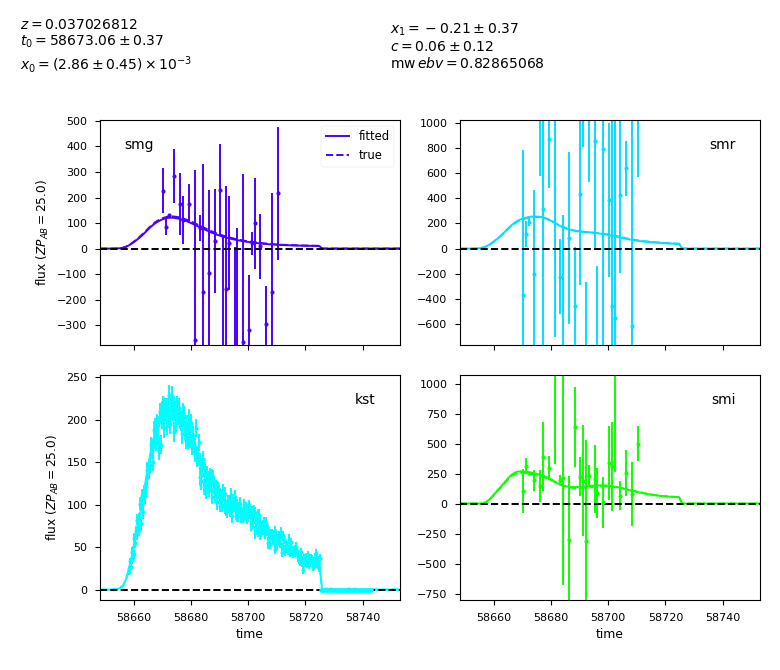 z = 0.037026812
t0 = 58673.06 ± 0.37
x0 = (2.86 ± 0.45) × 10^−3
x1 = −0.21 ± 0.37
c = 0.06 ± 0.12
mwebv = 0.82865068
500
400
300
200
100
0
−100
−200
−300
flux (ZP_AB = 25.0)
smg
fitted
true
1000
800
600
400
200
0
−200
−400
−600
smr
250
200
150
100
50
0
flux (ZP_AB = 25.0)
kst
58660
58680
58700
58720
58740
time
1000
750
500
250
0
−250
−500
−750
smi
58660
58680
58700
58720
58740
time